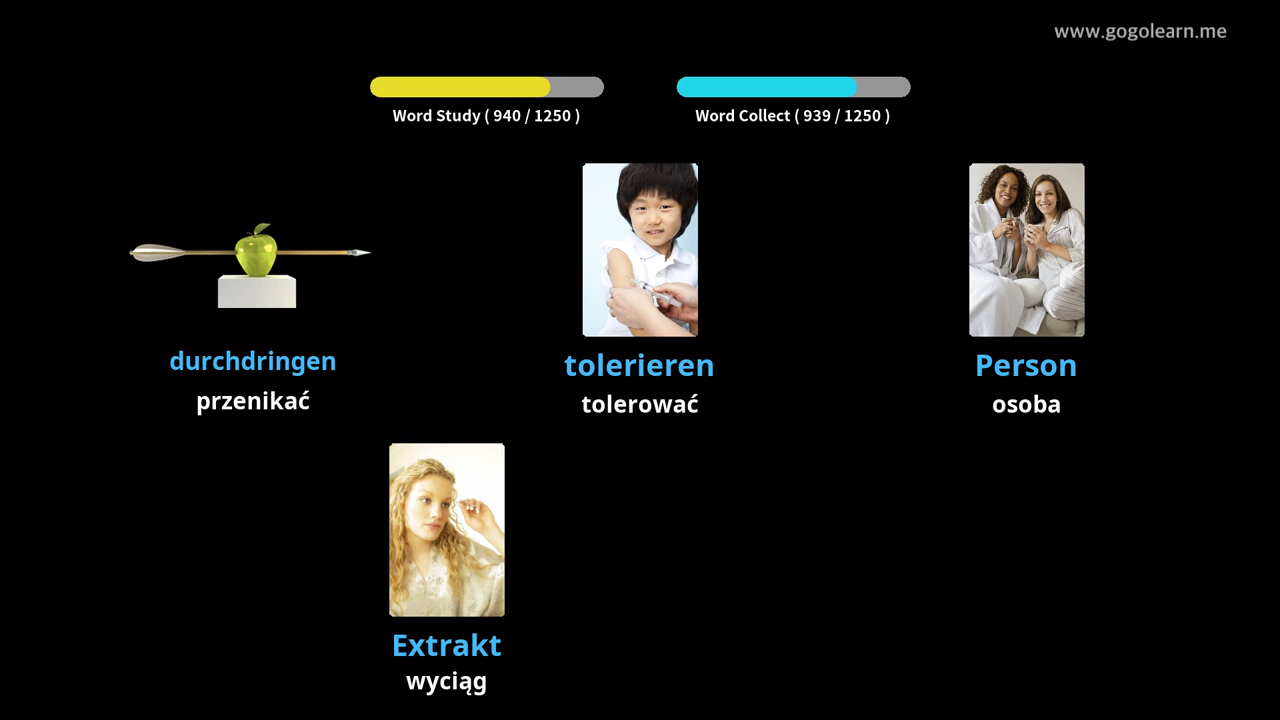 www.gogolearn.me
Word Study ( 940 / 1250 )
Word Collect ( 939 / 1250 )
durchdringen
przenikać
tolerieren
tolerować
Person
osoba
Extrakt
wyciąg